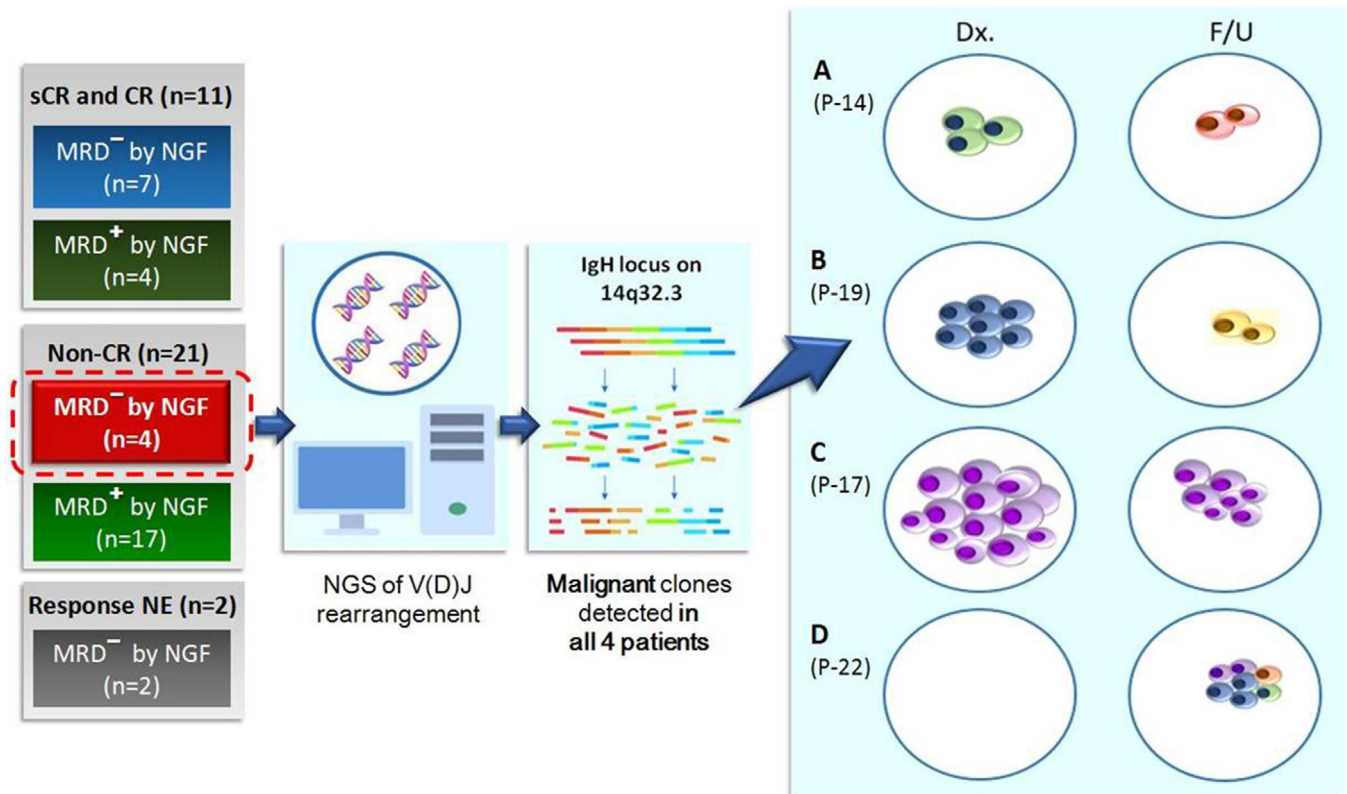 sCR and CR (n=11)
MRD⁻ by NGF
(n=7)
MRD⁺ by NGF
(n=4)
Non-CR (n=21)
MRD⁻ by NGF
(n=4)
MRD⁺ by NGF
(n=17)
Response NE (n=2)
MRD⁻ by NGF
(n=2)
NGS of V(D)J
rearrangement
IgH locus on
14q32.3
Malignant clones
detected in
all 4 patients
Dx. F/U
A
(P-14)
B
(P-19)
C
(P-17)
D
(P-22)